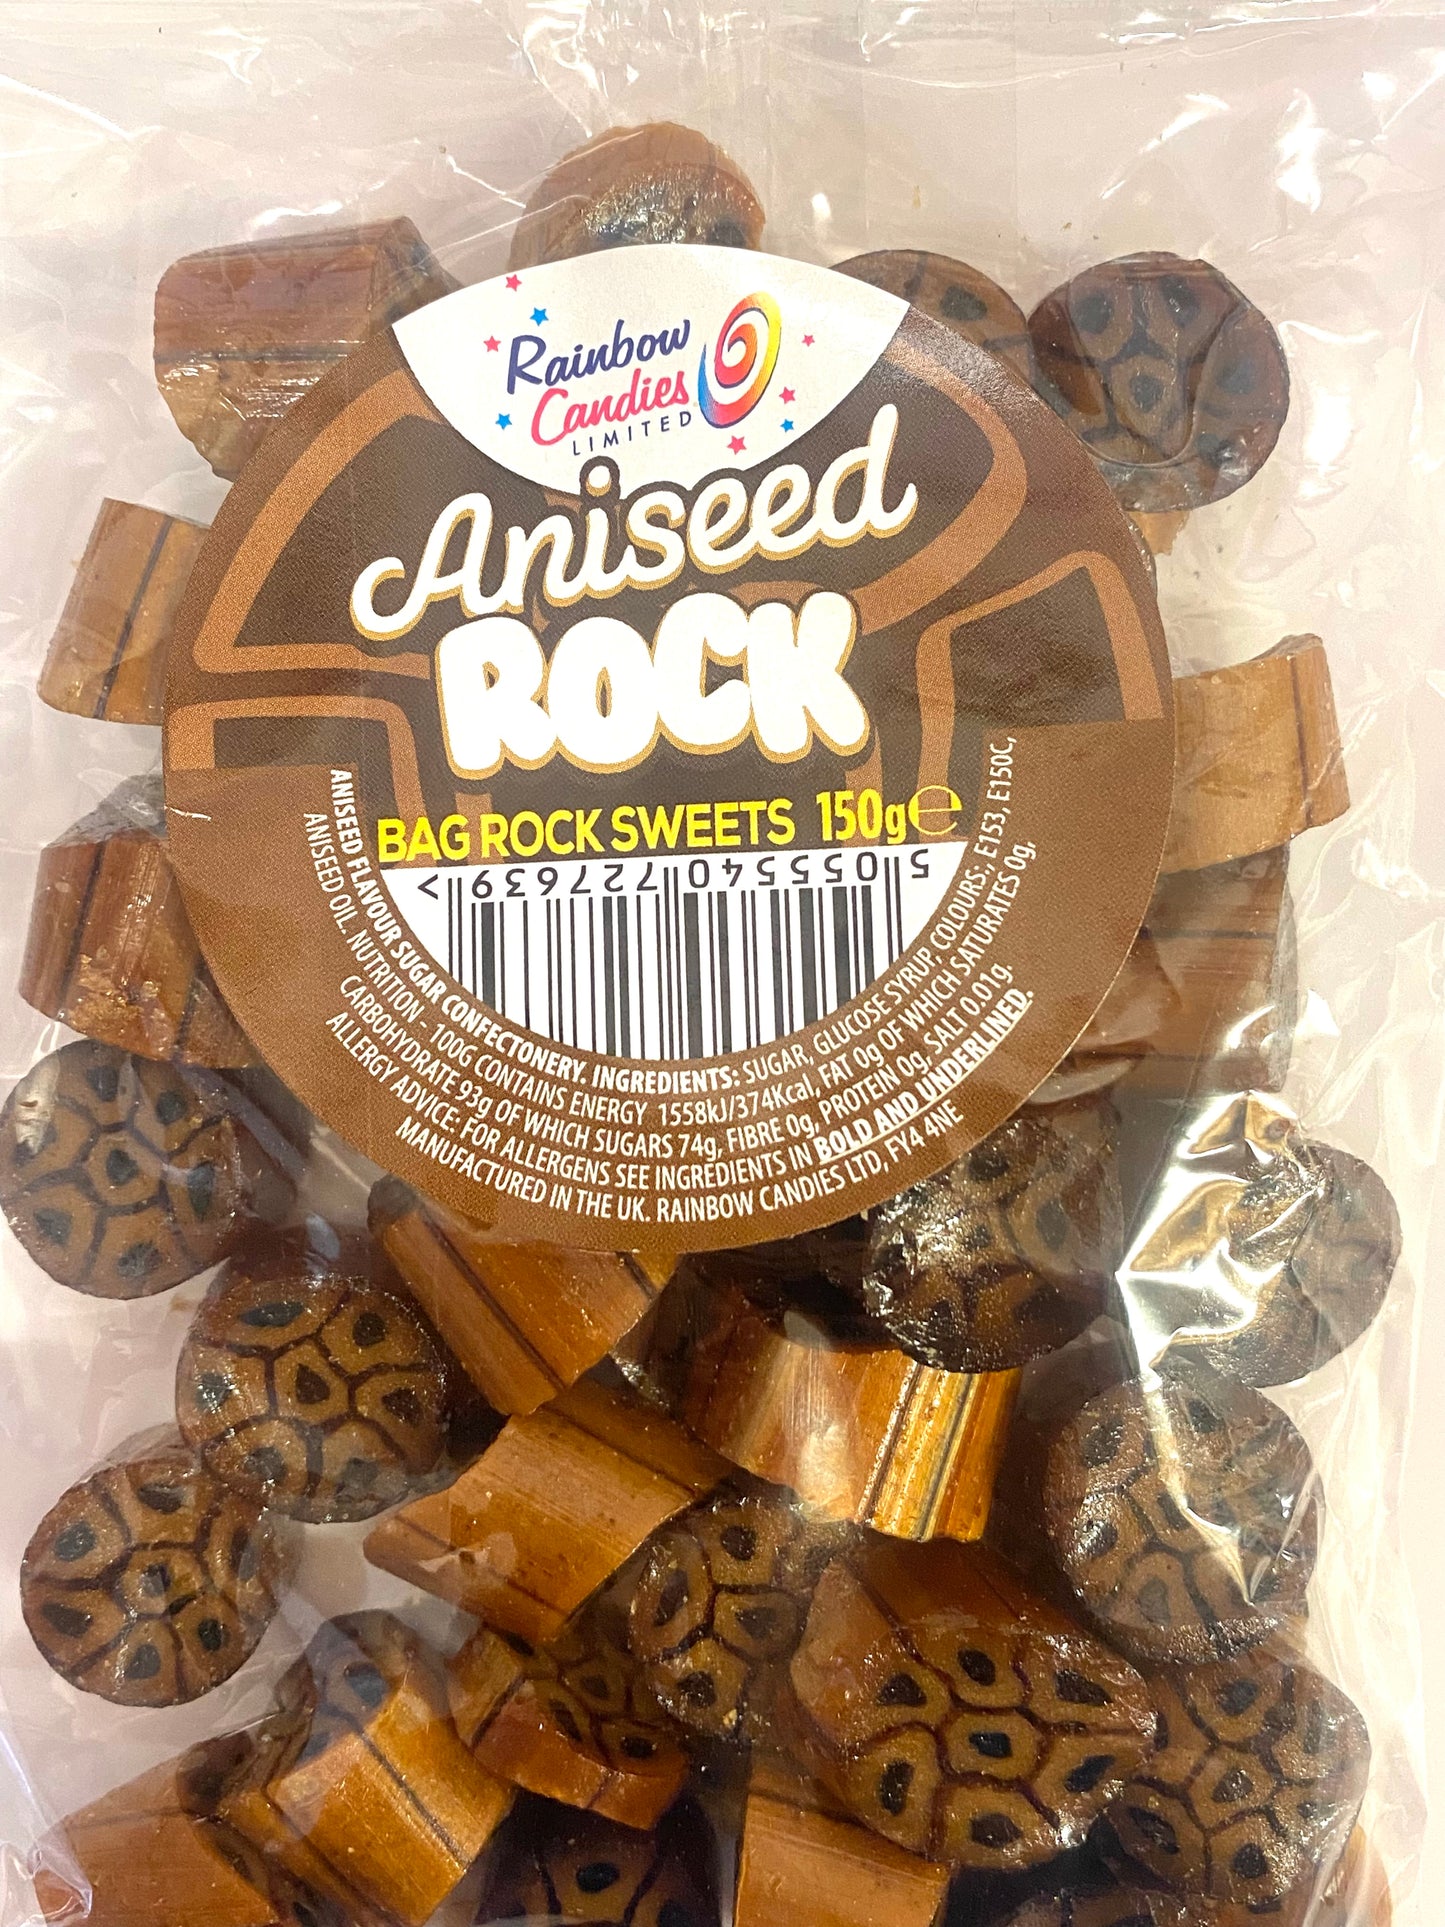 Rainbow
Candies
LIMITED
Aniseed
ROCK
BAG ROCK SWEETS 150g℮
5 055540 727639 >
ANISEED FLAVOUR SUGAR CONFECTONERY. INGREDIENTS: SUGAR, GLUCOSE SYRUP, COLOURS:, E153, E150C,
ANISEED OIL. NUTRITION - 100G CONTAINS ENERGY 1558kJ/374Kcal, FAT 0g OF WHICH SATURATES 0g,
CARBOHYDRATE 93g OF WHICH SUGARS 74g, FIBRE 0g, PROTEIN 0g, SALT 0.01g.
ALLERGY ADVICE: FOR ALLERGENS SEE INGREDIENTS IN BOLD AND UNDERLINED.
MANUFACTURED IN THE UK. RAINBOW CANDIES LTD, FY4 4NE